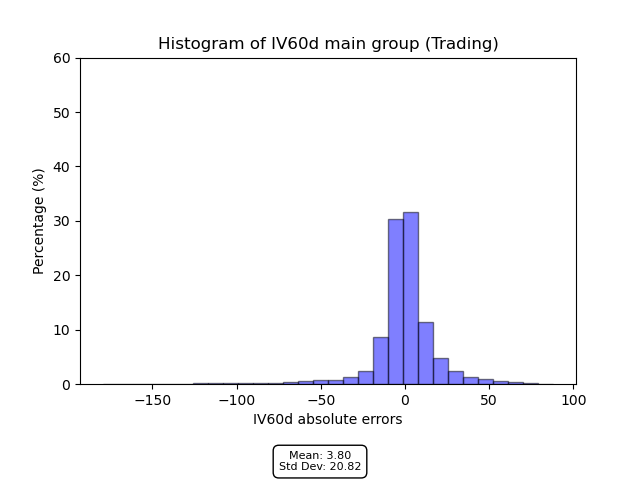 Histogram of IV60d main group (Trading)
60
50
40
30
20
10
0
Percentage (%)
−150 −100 −50 0 50 100
IV60d absolute errors
Mean: 3.80
Std Dev: 20.82